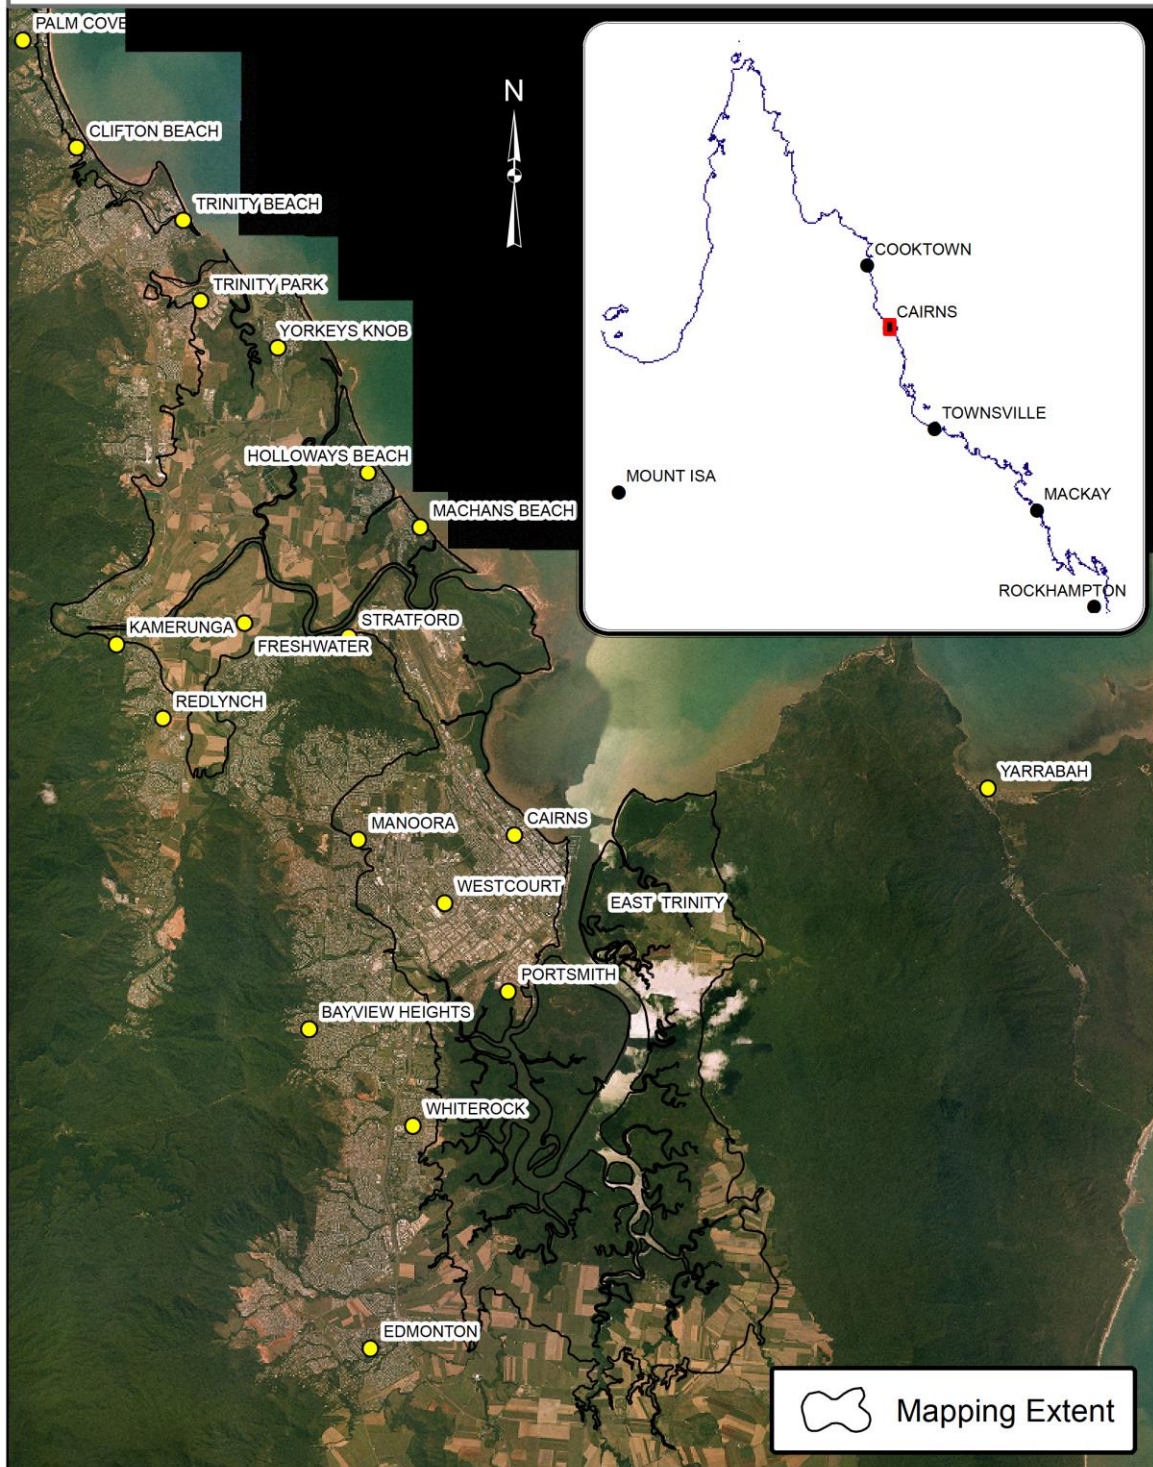 PALM COVE
CLIFTON BEACH
TRINITY BEACH
TRINITY PARK
YORKEYS KNOB
HOLLOWAYS BEACH
MACHANS BEACH
STRATFORD
KAMERUNGA
FRESHWATER
REDLYNCH
MANOORA
CAIRNS
WESTCOURT
EAST TRINITY
PORTSMITH
BAYVIEW HEIGHTS
WHITEROCK
EDMONTON
YARRABAH
N
COOKTOWN
CAIRNS
TOWNSVILLE
MOUNT ISA
MACKAY
ROCKHAMPTON
Mapping Extent